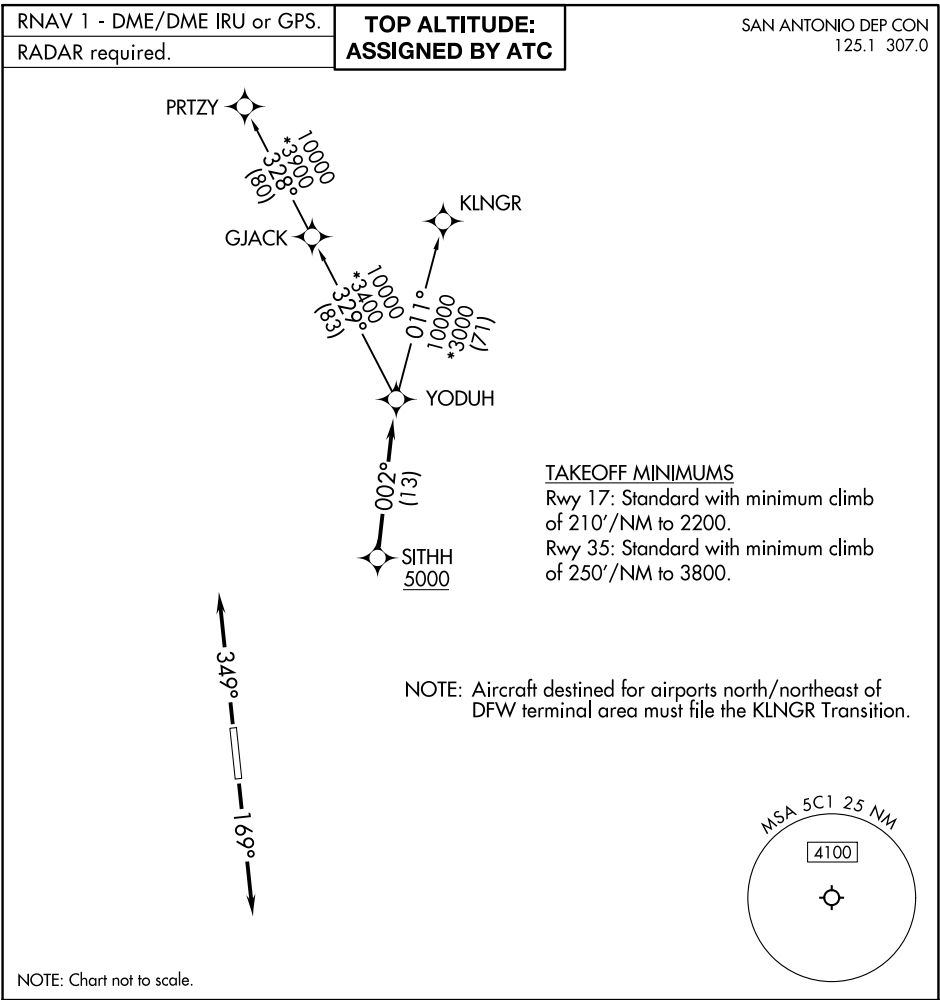 RNAV 1 - DME/DME IRU or GPS.
RADAR required.
TOP ALTITUDE:
ASSIGNED BY ATC
SAN ANTONIO DEP CON
125.1 307.0
PRTZY
10000
*3900
328°
(80)
KLNGR
GJACK
10000
*3400
329°
(83)
011°
10000
*3000
(71)
YODUH
002°
(13)
SITHH
5000
TAKEOFF MINIMUMS
Rwy 17: Standard with minimum climb
of 210'/NM to 2200.
Rwy 35: Standard with minimum climb
of 250'/NM to 3800.
349°
169°
NOTE: Aircraft destined for airports north/northeast of
DFW terminal area must file the KLNGR Transition.
MSA 5C1 25 NM
4100
NOTE: Chart not to scale.